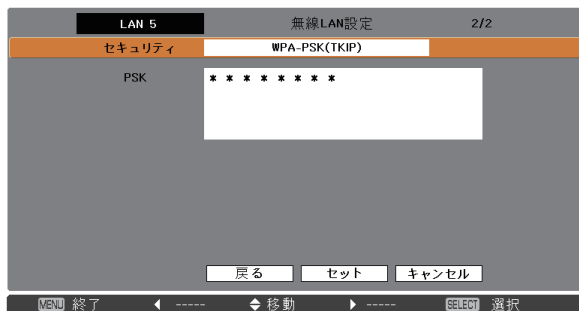 LAN 5 無線LAN設定 2/2
セキュリティ WPA-PSK(TKIP)
PSK ********
戻る セット キャンセル
MENU 終了 ◀ ----- ◆ 移動 ▶ ----- SELECT 選択